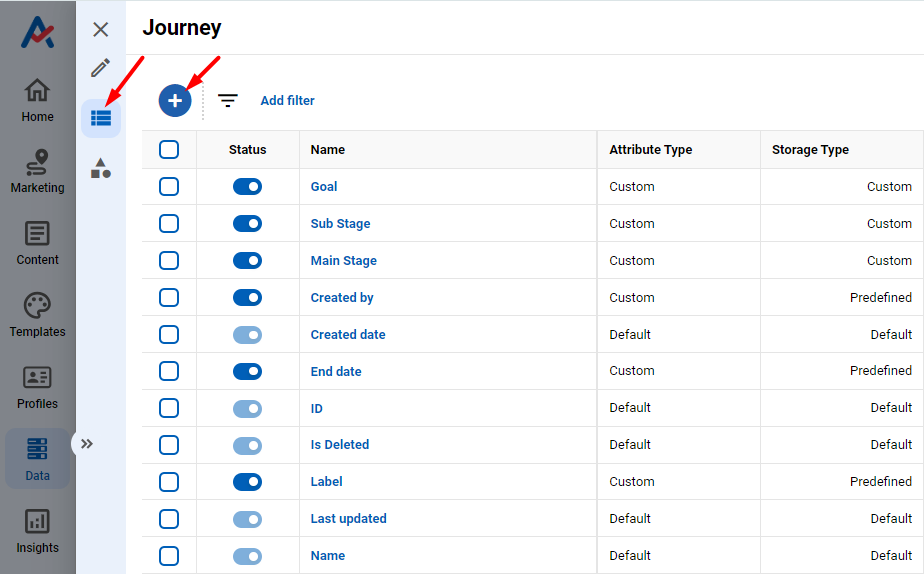 Journey
Add filter
Home
Marketing
Content
Templates
Profiles
Data
Insights
Status Name Attribute Type Storage Type
Goal Custom Custom
Sub Stage Custom Custom
Main Stage Custom Custom
Created by Custom Predefined
Created date Default Default
End date Custom Predefined
ID Default Default
Is Deleted Default Default
Label Custom Predefined
Last updated Default Default
Name Default Default